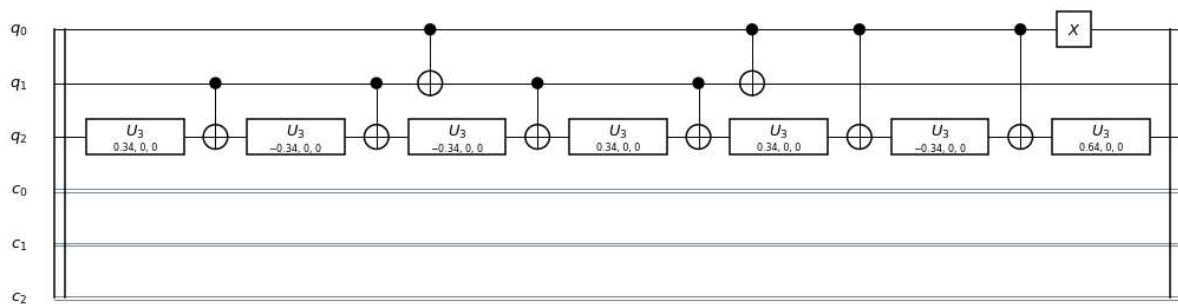 q0
X
q1
q2
U3 U3 U3 U3 U3 U3 U3
0.34, 0, 0 −0.34, 0, 0 −0.34, 0, 0 0.34, 0, 0 0.34, 0, 0 −0.34, 0, 0 0.64, 0, 0
c0
c1
c2